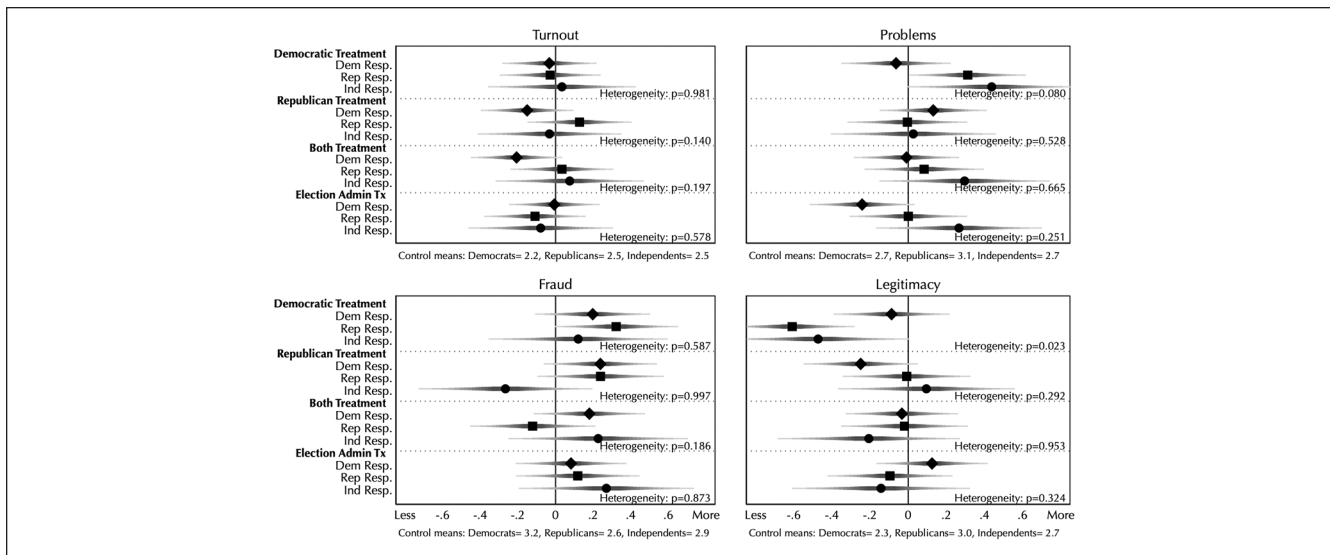 Turnout
Democratic Treatment
Dem Resp.
Rep Resp.
Ind Resp.
Heterogeneity: p=0.981
Republican Treatment
Dem Resp.
Rep Resp.
Ind Resp.
Heterogeneity: p=0.140
Both Treatment
Dem Resp.
Rep Resp.
Ind Resp.
Heterogeneity: p=0.197
Election Admin Tx
Dem Resp.
Rep Resp.
Ind Resp.
Heterogeneity: p=0.578
Control means: Democrats= 2.2, Republicans= 2.5, Independents= 2.5
Problems
Heterogeneity: p=0.080
Heterogeneity: p=0.528
Heterogeneity: p=0.665
Heterogeneity: p=0.251
Control means: Democrats= 2.7, Republicans= 3.1, Independents= 2.7
Fraud
Democratic Treatment
Dem Resp.
Rep Resp.
Ind Resp.
Heterogeneity: p=0.587
Republican Treatment
Dem Resp.
Rep Resp.
Ind Resp.
Heterogeneity: p=0.997
Both Treatment
Dem Resp.
Rep Resp.
Ind Resp.
Heterogeneity: p=0.186
Election Admin Tx
Dem Resp.
Rep Resp.
Ind Resp.
Heterogeneity: p=0.873
Less -.6 -.4 -.2 0 .2 .4 .6 More
Control means: Democrats= 3.2, Republicans= 2.6, Independents= 2.9
Legitimacy
Heterogeneity: p=0.023
Heterogeneity: p=0.292
Heterogeneity: p=0.953
Heterogeneity: p=0.324
Less -.6 -.4 -.2 0 .2 .4 .6 More
Control means: Democrats= 2.3, Republicans= 3.0, Independents= 2.7